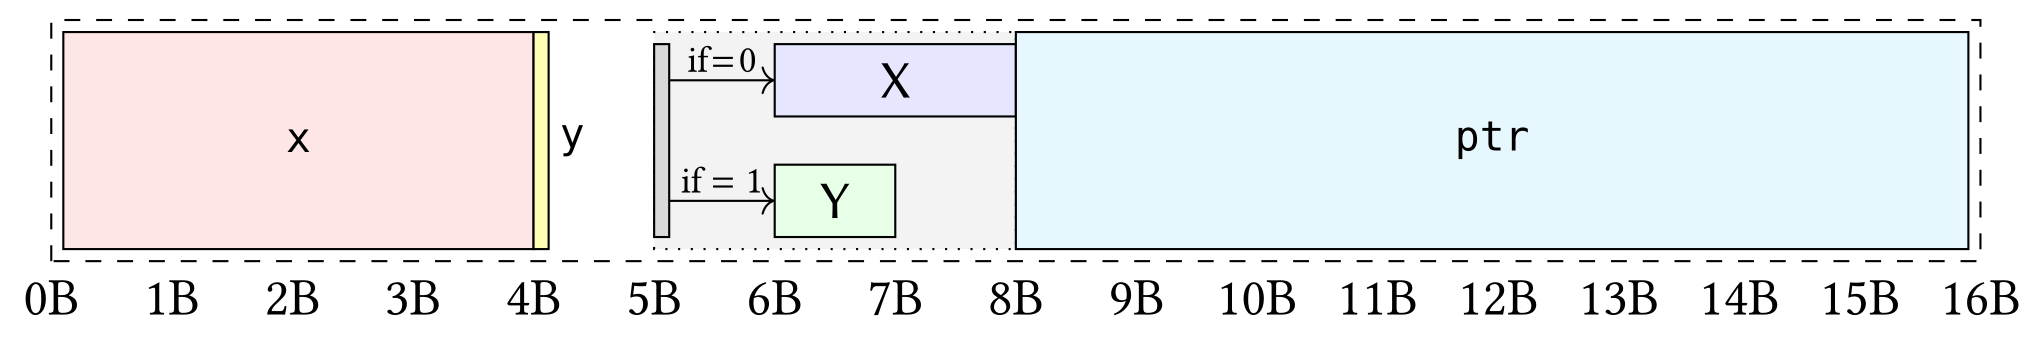 if=0
X
x
y
ptr
if = 1
Y
0B 1B 2B 3B 4B 5B 6B 7B 8B 9B 10B 11B 12B 13B 14B 15B 16B